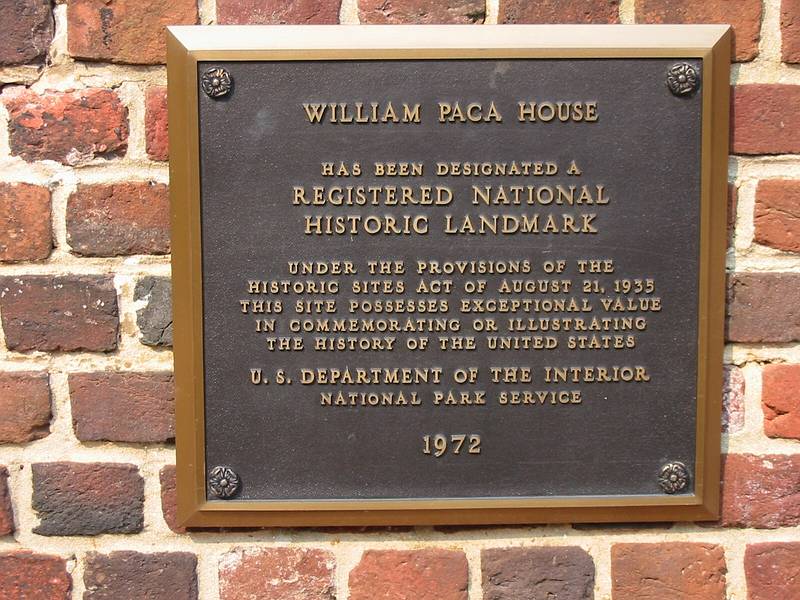 WILLIAM PACA HOUSE
HAS BEEN DESIGNATED A
REGISTERED NATIONAL
HISTORIC LANDMARK
UNDER THE PROVISIONS OF THE
HISTORIC SITES ACT OF AUGUST 21, 1935
THIS SITE POSSESSES EXCEPTIONAL VALUE
IN COMMEMORATING OR ILLUSTRATING
THE HISTORY OF THE UNITED STATES
U. S. DEPARTMENT OF THE INTERIOR
NATIONAL PARK SERVICE
1972